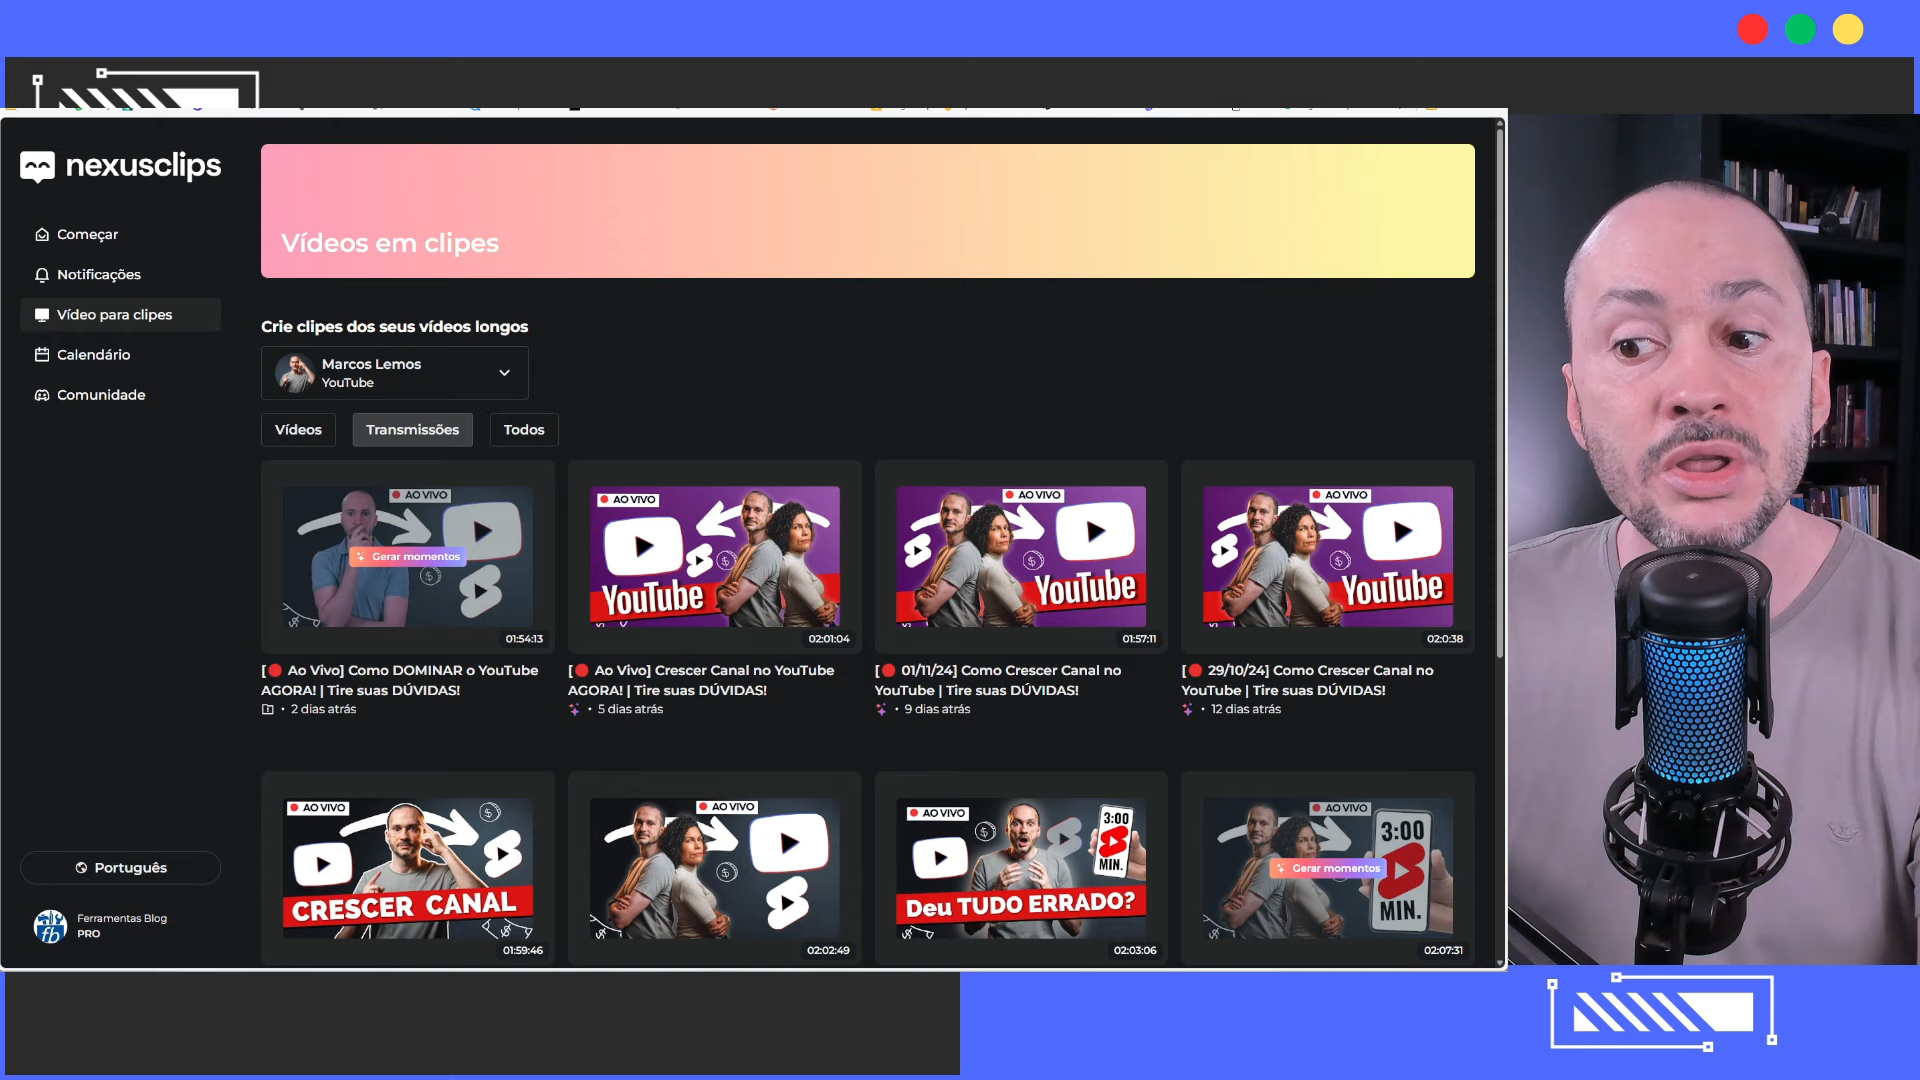 nexusclips
Começar
Notificações
Vídeo para clipes
Calendário
Comunidade
Português
Ferramentas Blog
PRO
fb
Vídeos em clipes
Crie clipes dos seus vídeos longos
Marcos Lemos
YouTube
Vídeos
Transmissões
Todos
AO VIVO
Gerar momentos
01:54:13
[🔴 Ao Vivo] Como DOMINAR o YouTube
AGORA! | Tire suas DÚVIDAS!
• 2 dias atrás
AO VIVO
YouTube
02:01:04
[🔴 Ao Vivo] Crescer Canal no YouTube
AGORA! | Tire suas DÚVIDAS!
• 5 dias atrás
AO VIVO
YouTube
01:57:11
[🔴 01/11/24] Como Crescer Canal no
YouTube | Tire suas DÚVIDAS!
• 9 dias atrás
AO VIVO
YouTube
02:0:38
[🔴 29/10/24] Como Crescer Canal no
YouTube | Tire suas DÚVIDAS!
• 12 dias atrás
AO VIVO
CRESCER CANAL
01:59:46
AO VIVO
02:02:49
AO VIVO
3:00
MIN.
Deu TUDO ERRADO?
02:03:06
AO VIVO
3:00
Gerar momentos
MIN.
02:07:31